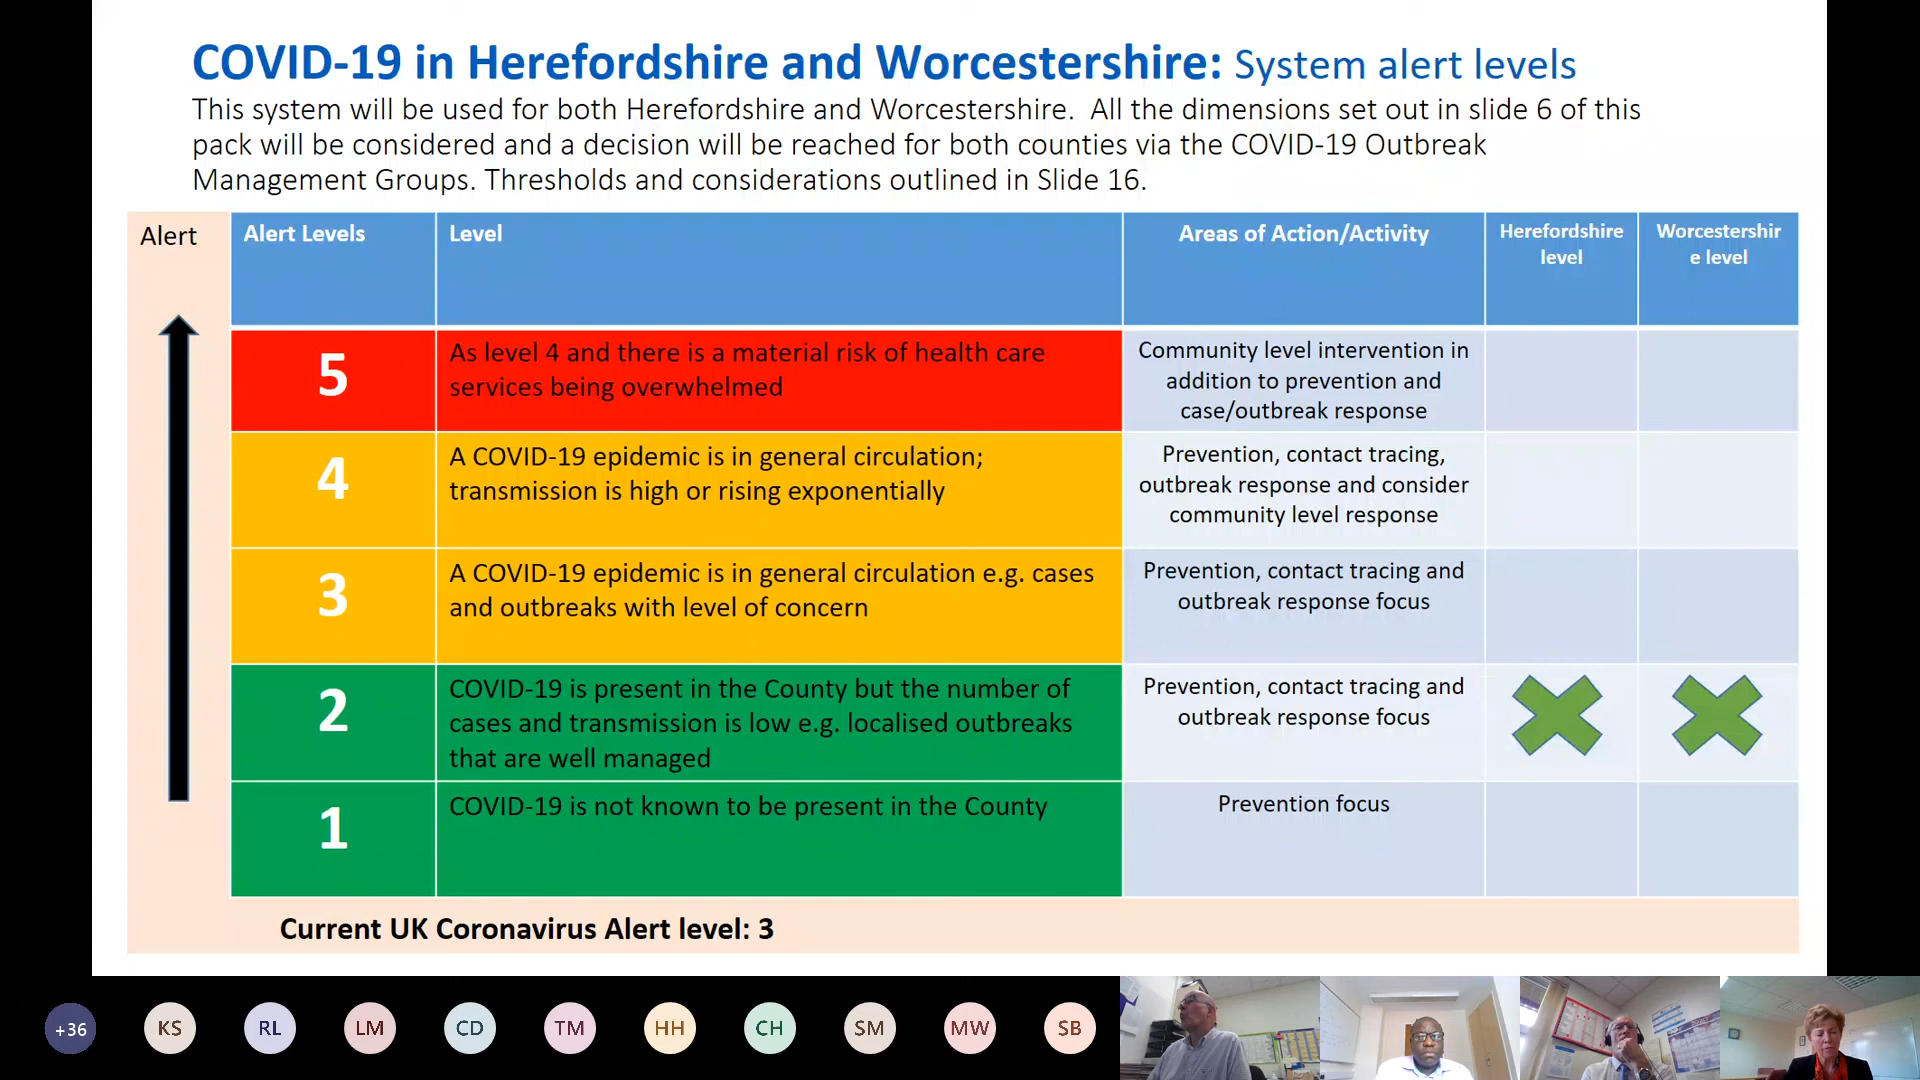 COVID-19 in Herefordshire and Worcestershire: System alert levels
This system will be used for both Herefordshire and Worcestershire.  All the dimensions set out in slide 6 of this
pack will be considered and a decision will be reached for both counties via the COVID-19 Outbreak
Management Groups. Thresholds and considerations outlined in Slide 16.
Alert
Alert Levels
Level
Areas of Action/Activity
Herefordshire
level
Worcestershir
e level
5
As level 4 and there is a material risk of health care
services being overwhelmed
Community level intervention in
addition to prevention and
case/outbreak response
4
A COVID-19 epidemic is in general circulation;
transmission is high or rising exponentially
Prevention, contact tracing,
outbreak response and consider
community level response
3
A COVID-19 epidemic is in general circulation e.g. cases
and outbreaks with level of concern
Prevention, contact tracing and
outbreak response focus
2
COVID-19 is present in the County but the number of
cases and transmission is low e.g. localised outbreaks
that are well managed
Prevention, contact tracing and
outbreak response focus
1
COVID-19 is not known to be present in the County
Prevention focus
Current UK Coronavirus Alert level: 3
+36
KS
RL
LM
CD
TM
HH
CH
SM
MW
SB